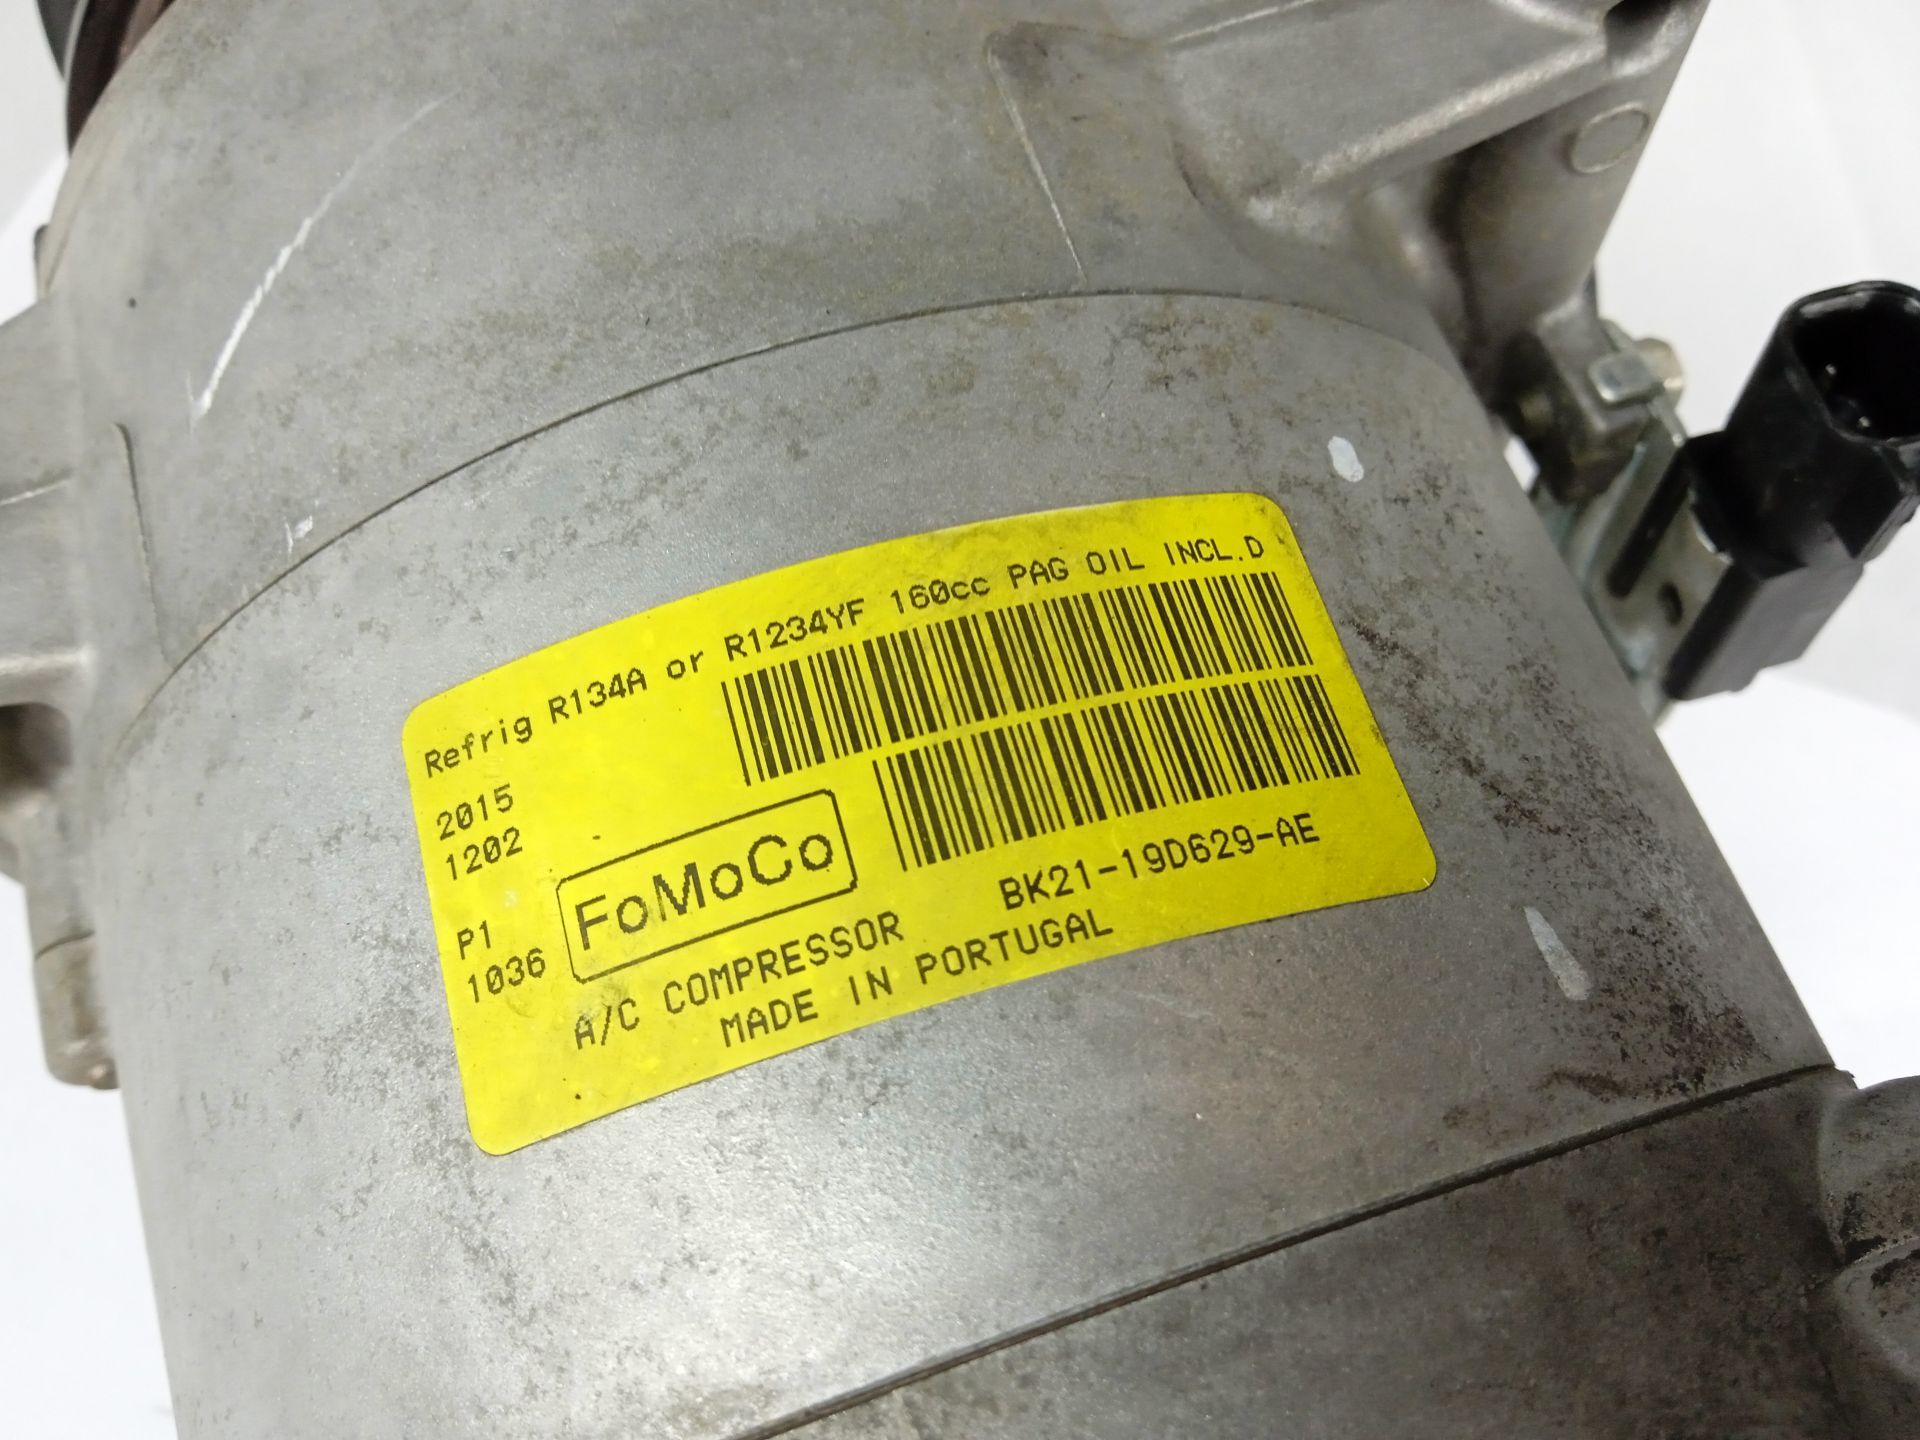 Refrig R134A or R1234YF 160cc PAG OIL INCL.D
2015
1202
P1
1036
FoMoCo
BK21-19D629-AE
A/C COMPRESSOR
MADE IN PORTUGAL